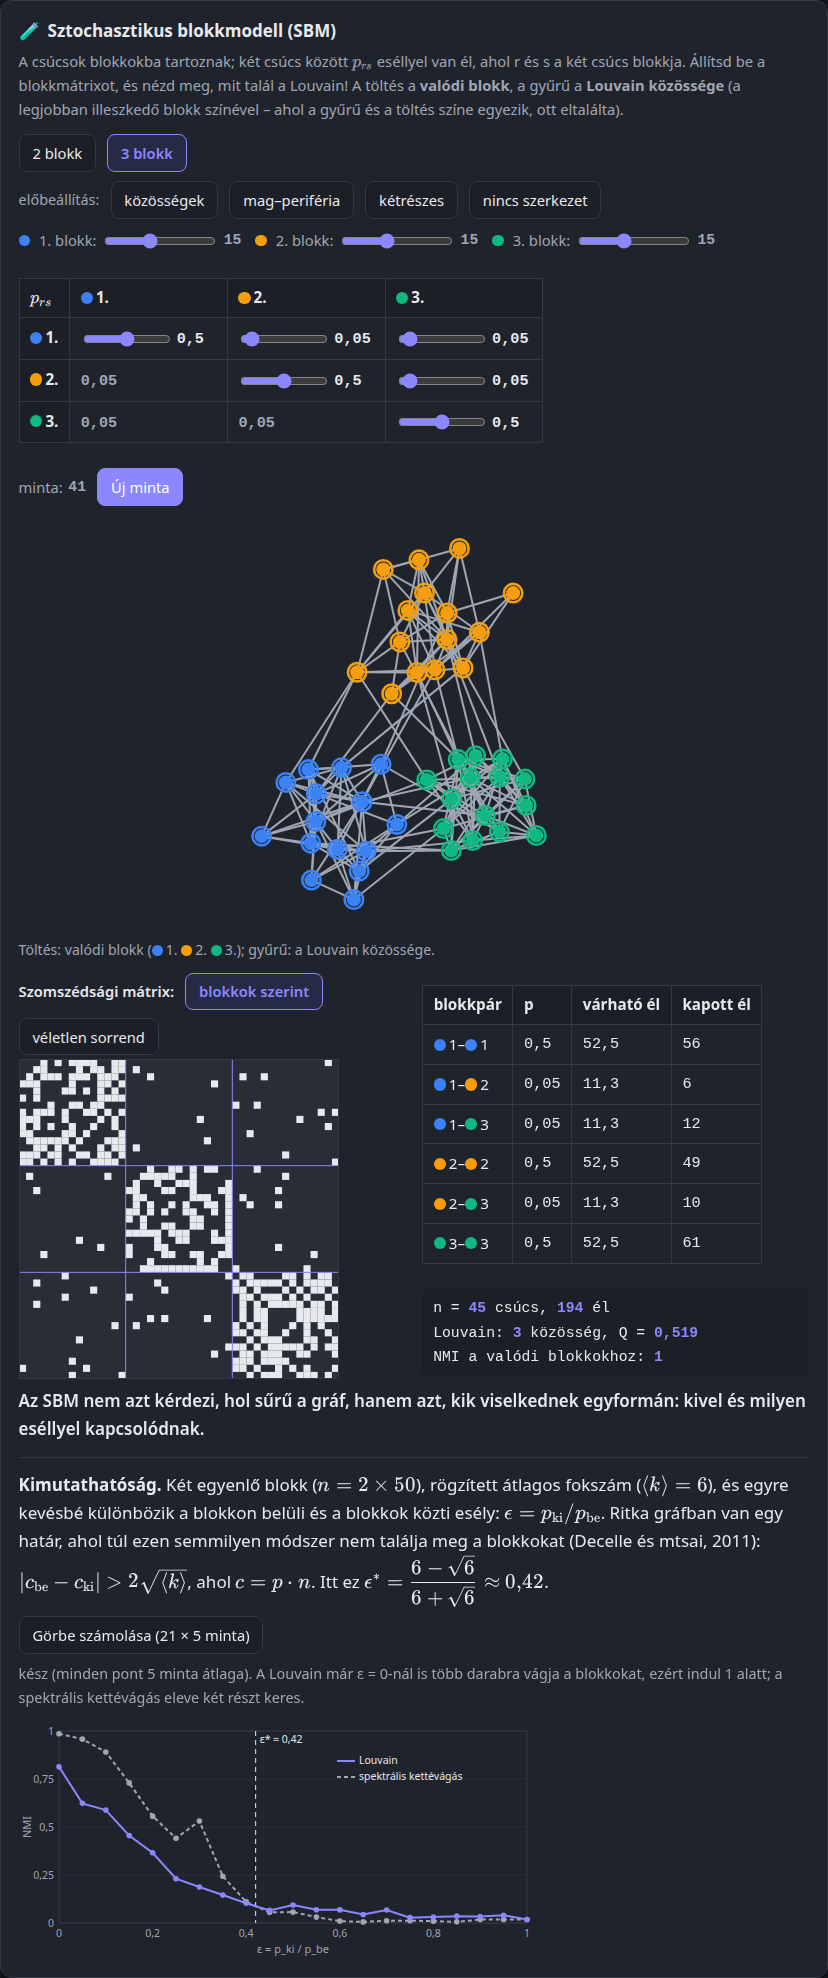 🧪 Sztochasztikus blokkmodell (SBM)
A csúcsok blokkokba tartoznak; két csúcs között p_rs eséllyel van él, ahol r és s a két csúcs blokkja. Állítsd be a
blokkmátrixot, és nézd meg, mit talál a Louvain! A töltés a valódi blokk, a gyűrű a Louvain közössége (a
legjobban illeszkedő blokk színével – ahol a gyűrű és a töltés színe egyezik, ott eltalálta).
2 blokk 3 blokk
előbeállítás: közösségek mag–periféria kétrészes nincs szerkezet
1. blokk: 15 2. blokk: 15 3. blokk: 15
p_rs 1. 2. 3.
1. 0,5 0,05 0,05
2. 0,05 0,5 0,05
3. 0,05 0,05 0,5
minta: 41 Új minta
Töltés: valódi blokk (1. 2. 3.); gyűrű: a Louvain közössége.
Szomszédsági mátrix: blokkok szerint
véletlen sorrend
blokkpár p várható él kapott él
1–1 0,5 52,5 56
1–2 0,05 11,3 6
1–3 0,05 11,3 12
2–2 0,5 52,5 49
2–3 0,05 11,3 10
3–3 0,5 52,5 61
n = 45 csúcs, 194 él
Louvain: 3 közösség, Q = 0,519
NMI a valódi blokkokhoz: 1
Az SBM nem azt kérdezi, hol sűrű a gráf, hanem azt, kik viselkednek egyformán: kivel és milyen
eséllyel kapcsolódnak.
Kimutathatóság. Két egyenlő blokk (n = 2 × 50), rögzített átlagos fokszám (⟨k⟩ = 6), és egyre
kevésbé különbözik a blokkon belüli és a blokkok közti esély: ϵ = p_ki/p_be. Ritka gráfban van egy
határ, ahol túl ezen semmilyen módszer nem találja meg a blokkokat (Decelle és mtsai, 2011):
|c_be − c_ki| > 2√⟨k⟩, ahol c = p · n. Itt ez ϵ* = (6 − √6)/(6 + √6) ≈ 0,42.
Görbe számolása (21 × 5 minta)
kész (minden pont 5 minta átlaga). A Louvain már ε = 0-nál is több darabra vágja a blokkokat, ezért indul 1 alatt; a
spektrális kettévágás eleve két részt keres.
1
ε* = 0,42
Louvain
spektrális kettévágás
0,75
0,5
NMI
0,25
0
0 0,2 0,4 0,6 0,8 1
ε = p_ki / p_be